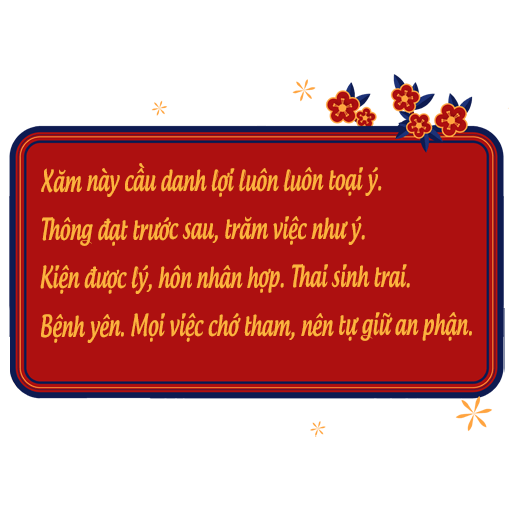 Xăm này cầu danh lợi luôn luôn toại ý.
Thông đạt trước sau, trăm việc như ý.
Kiện được lý, hôn nhân hợp. Thai sinh trai.
Bệnh yên. Mọi việc chớ tham, nên tự giữ an phận.